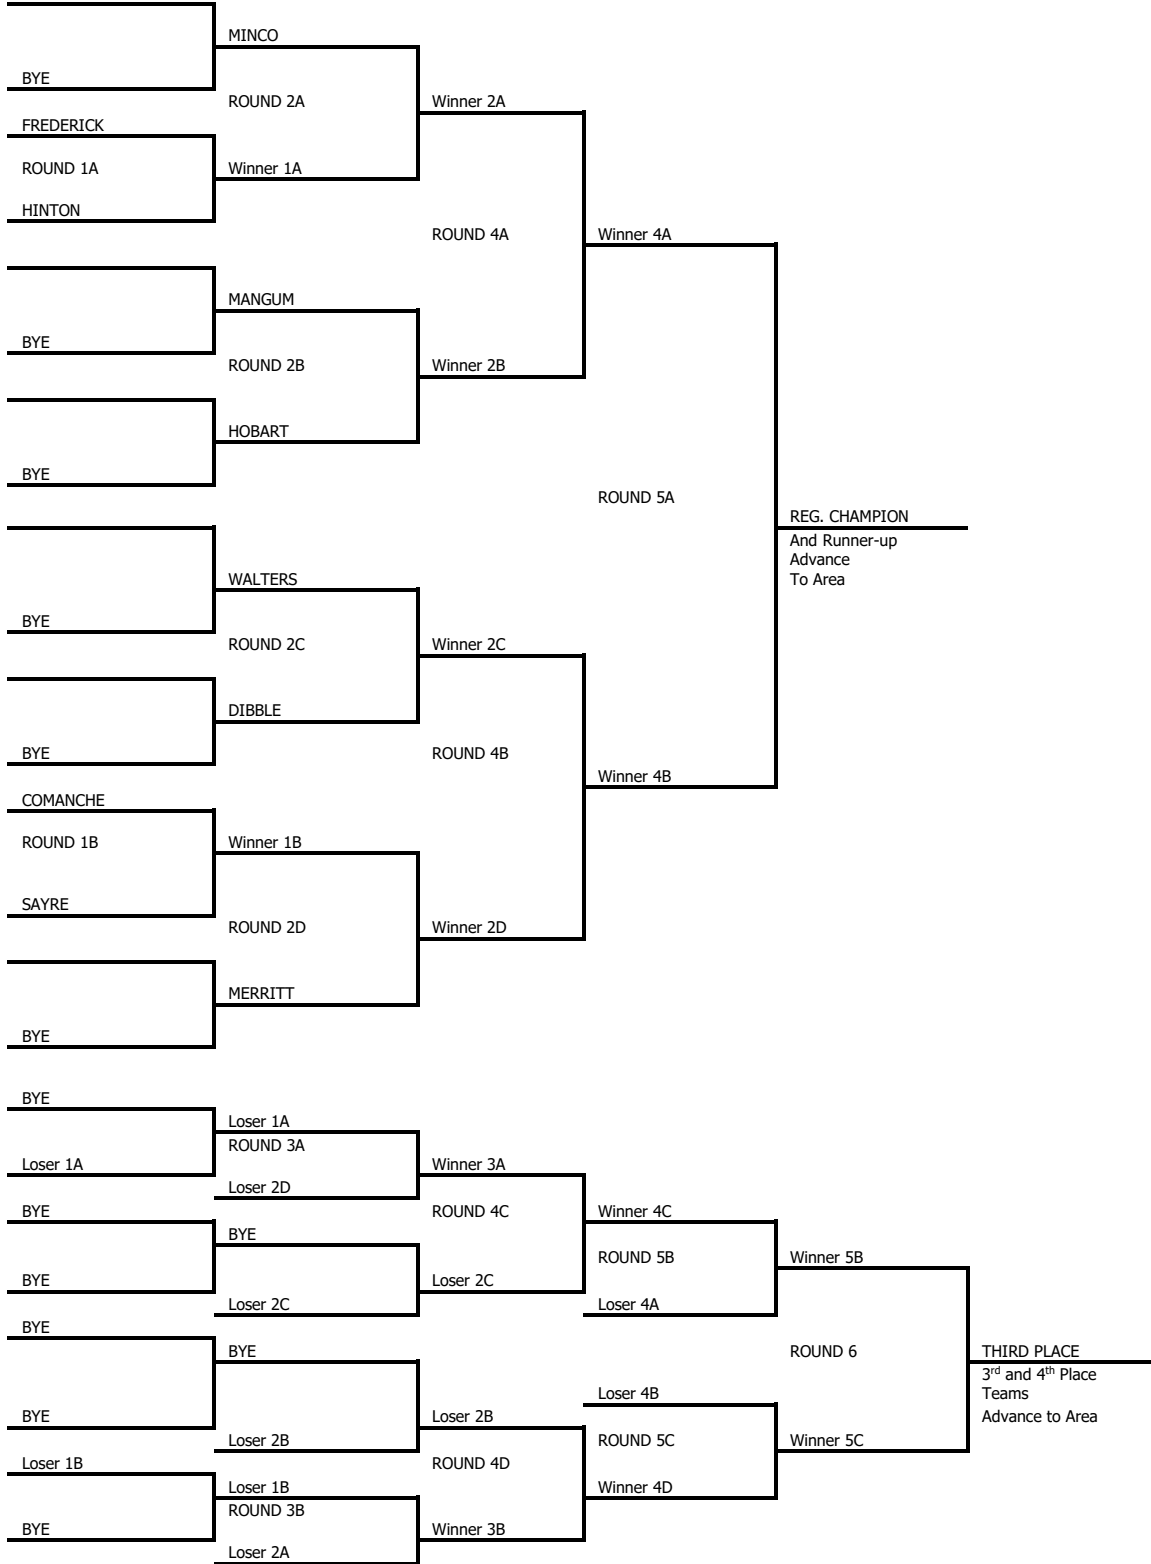 MINCO
BYE
ROUND 2A
Winner 2A
FREDERICK
ROUND 1A
Winner 1A
HINTON
ROUND 4A
Winner 4A
MANGUM
BYE
ROUND 2B
Winner 2B
HOBART
BYE
ROUND 5A
REG. CHAMPION
And Runner-up
Advance
To Area
WALTERS
BYE
ROUND 2C
Winner 2C
DIBBLE
BYE
ROUND 4B
Winner 4B
COMANCHE
ROUND 1B
Winner 1B
SAYRE
ROUND 2D
Winner 2D
MERRITT
BYE
BYE
Loser 1A
ROUND 3A
Loser 1A
Winner 3A
Loser 2D
BYE
ROUND 4C
Winner 4C
BYE
ROUND 5B
Winner 5B
BYE
Loser 2C
Loser 2C
Loser 4A
BYE
BYE
ROUND 6
THIRD PLACE
3rd and 4th Place
Teams
Advance to Area
Loser 4B
BYE
Loser 2B
Loser 2B
ROUND 5C
Winner 5C
Loser 1B
ROUND 4D
Loser 1B
Winner 4D
ROUND 3B
BYE
Winner 3B
Loser 2A